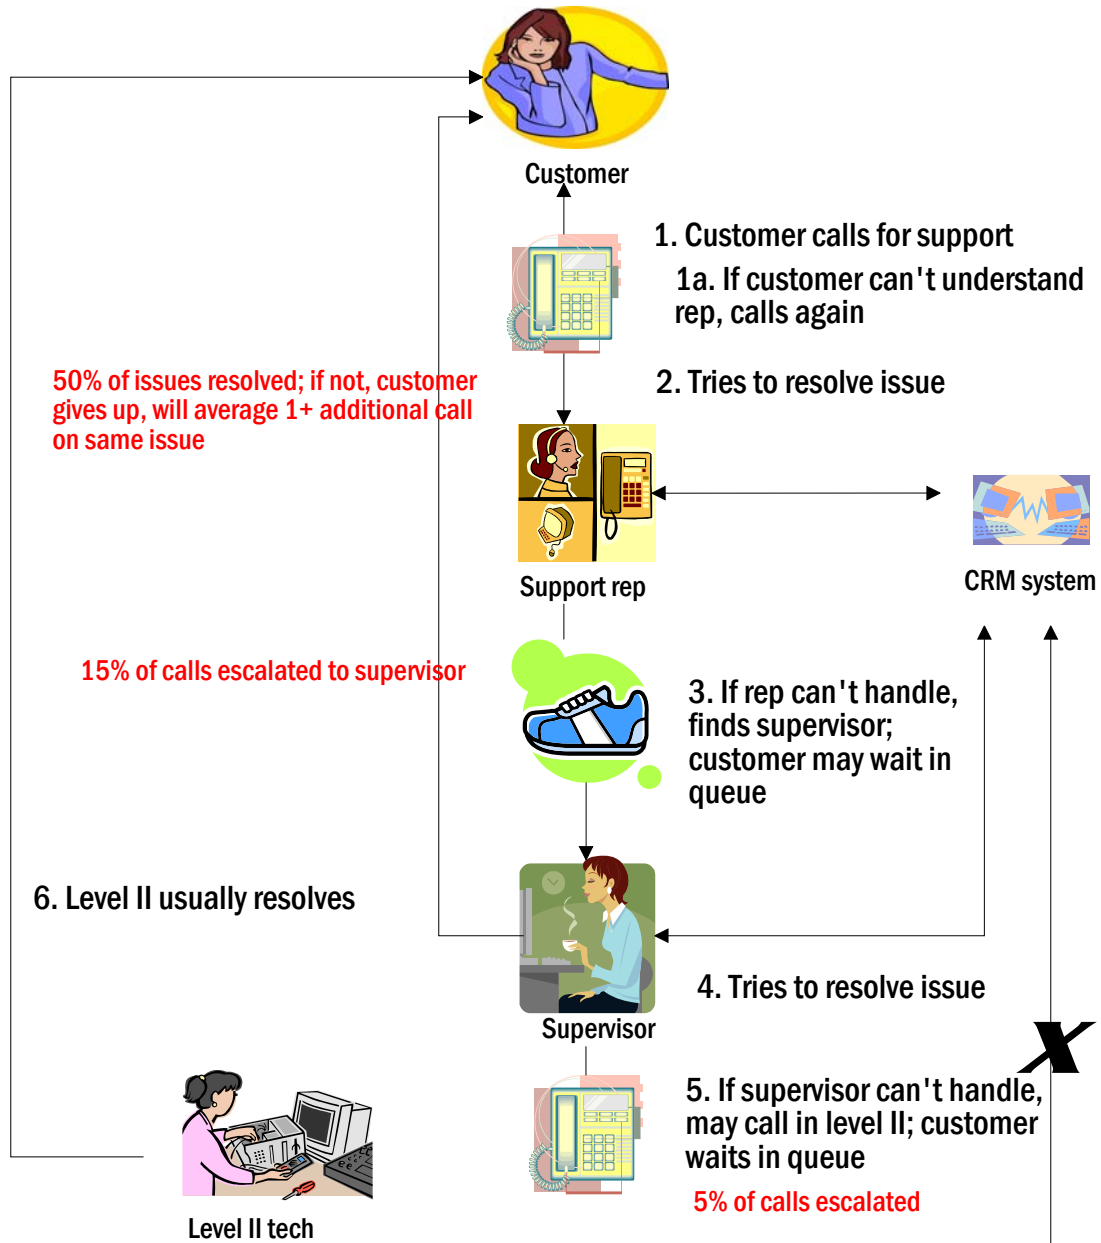 Customer
1. Customer calls for support
1a. If customer can't understand
rep, calls again
50% of issues resolved; if not, customer
gives up, will average 1+ additional call
on same issue
2. Tries to resolve issue
Support rep
CRM system
15% of calls escalated to supervisor
3. If rep can't handle,
finds supervisor;
customer may wait in
queue
6. Level II usually resolves
4. Tries to resolve issue
Supervisor
X
5. If supervisor can't handle,
may call in level II; customer
waits in queue
5% of calls escalated
Level II tech